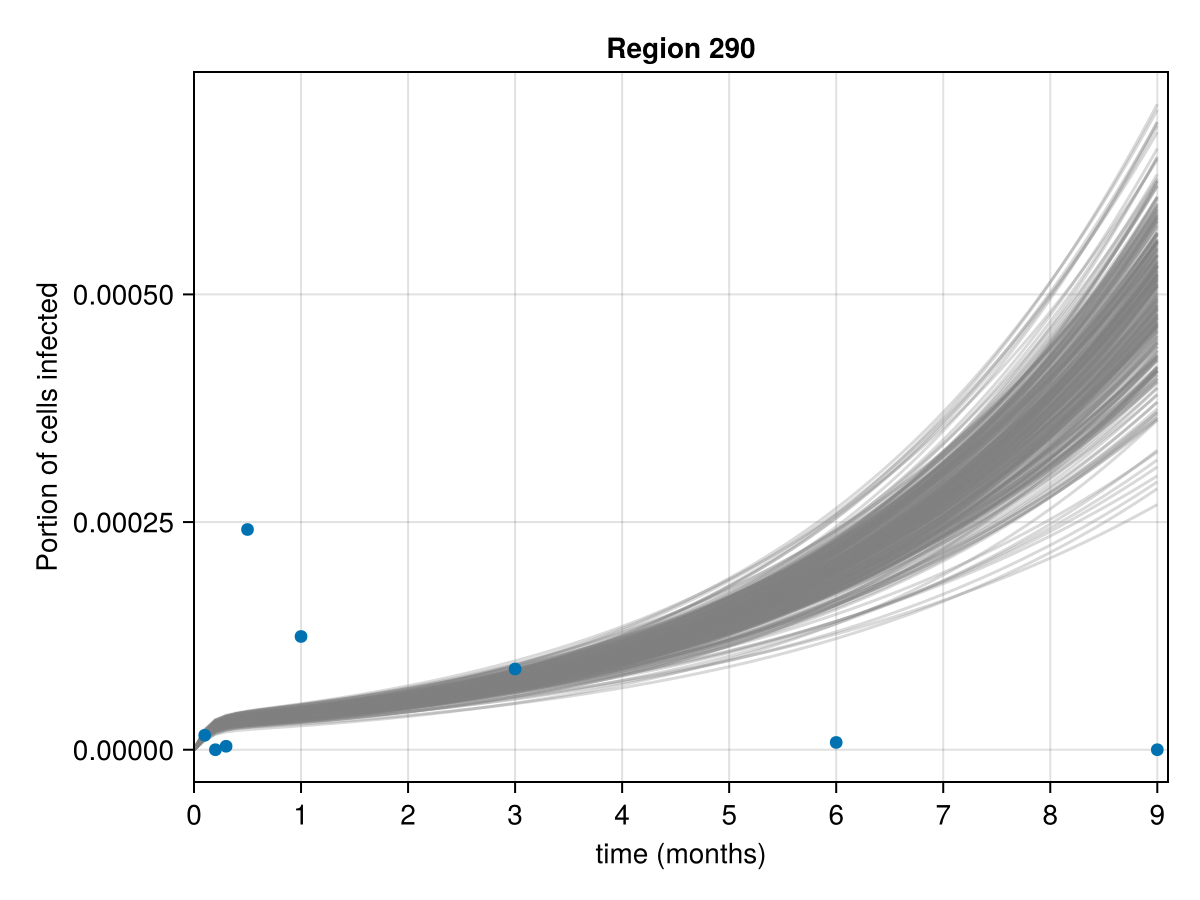 Region 290
Portion of cells infected
0.00050
0.00025
0.00000
0 1 2 3 4 5 6 7 8 9
time (months)